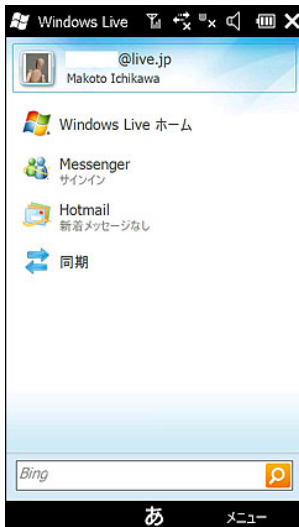 Windows Live
@live.jp
Makoto Ichikawa
Windows Live ホーム
Messenger
サインイン
Hotmail
新着メッセージなし
同期
Bing
あ メニュー